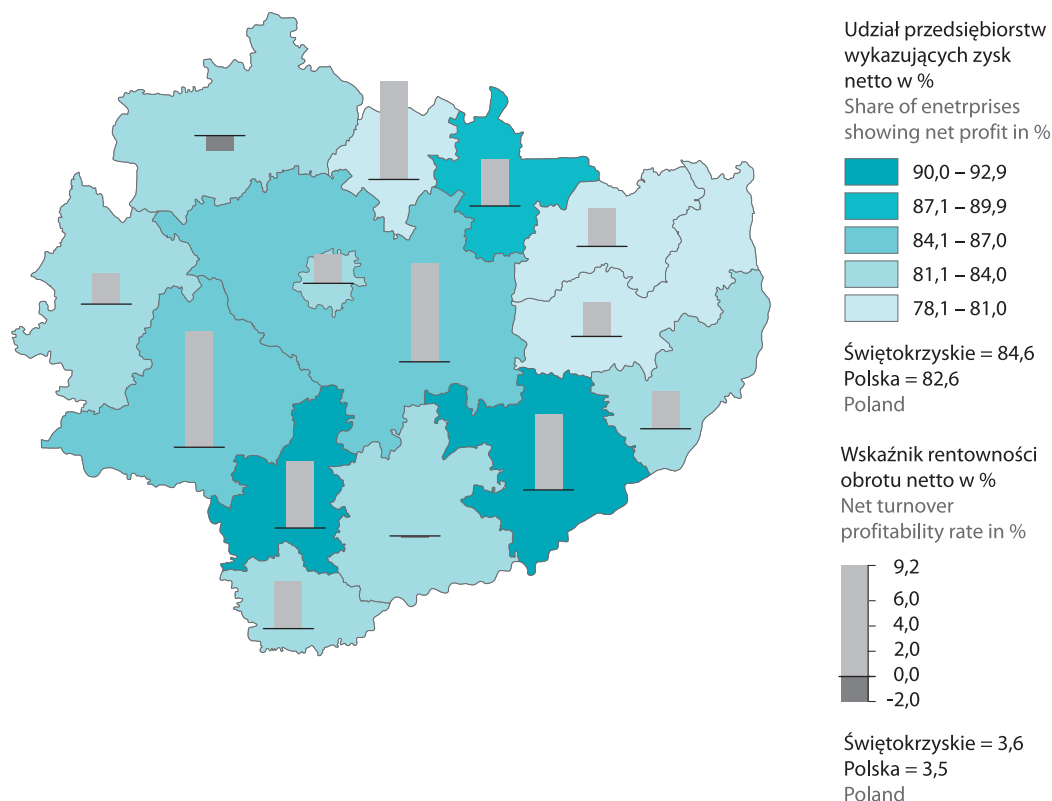 Udział przedsiębiorstw
wykazujących zysk
netto w %
Share of enetrprises
showing net profit in %
90,0 – 92,9
87,1 – 89,9
84,1 – 87,0
81,1 – 84,0
78,1 – 81,0
Świętokrzyskie = 84,6
Polska = 82,6
Poland
Wskaźnik rentowności
obrotu netto w %
Net turnover
profitability rate in %
9,2
6,0
4,0
2,0
0,0
-2,0
Świętokrzyskie = 3,6
Polska = 3,5
Poland